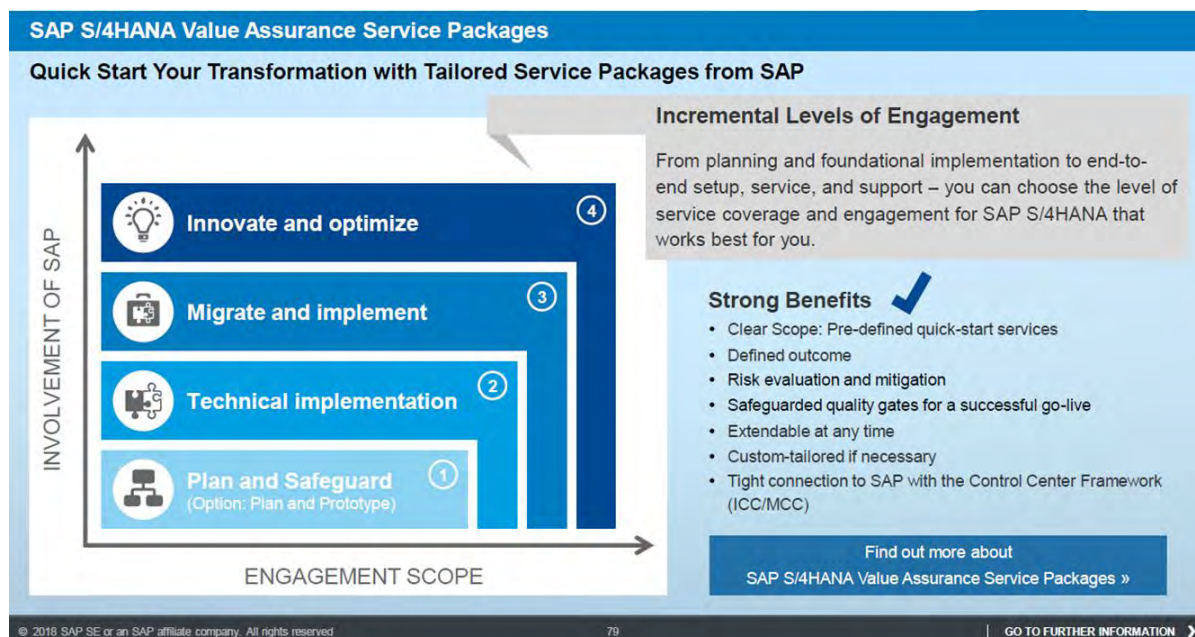 SAP S/4HANA Value Assurance Service Packages
Quick Start Your Transformation with Tailored Service Packages from SAP
Incremental Levels of Engagement
From planning and foundational implementation to end-to-
end setup, service, and support – you can choose the level of
service coverage and engagement for SAP S/4HANA that
works best for you.
INVOLVEMENT OF SAP
Innovate and optimize
4
Migrate and implement
3
Technical implementation
2
Plan and Safeguard
(Option: Plan and Prototype)
1
ENGAGEMENT SCOPE
Strong Benefits
• Clear Scope: Pre-defined quick-start services
• Defined outcome
• Risk evaluation and mitigation
• Safeguarded quality gates for a successful go-live
• Extendable at any time
• Custom-tailored if necessary
• Tight connection to SAP with the Control Center Framework
(ICC/MCC)
Find out more about
SAP S/4HANA Value Assurance Service Packages »
© 2018 SAP SE or an SAP affiliate company. All rights reserved
79
GO TO FURTHER INFORMATION